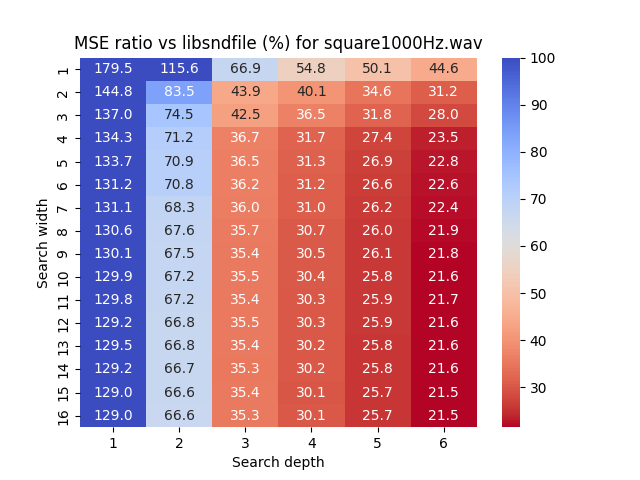 MSE ratio vs libsndfile (%) for square1000Hz.wav
1 179.5 115.6 66.9 54.8 50.1 44.6
2 144.8 83.5 43.9 40.1 34.6 31.2
3 137.0 74.5 42.5 36.5 31.8 28.0
4 134.3 71.2 36.7 31.7 27.4 23.5
5 133.7 70.9 36.5 31.3 26.9 22.8
6 131.2 70.8 36.2 31.2 26.6 22.6
7 131.1 68.3 36.0 31.0 26.2 22.4
8 130.6 67.6 35.7 30.7 26.0 21.9
9 130.1 67.5 35.4 30.5 26.1 21.8
10 129.9 67.2 35.5 30.4 25.8 21.6
11 129.8 67.2 35.4 30.3 25.9 21.7
12 129.2 66.8 35.5 30.3 25.9 21.6
13 129.5 66.8 35.4 30.2 25.8 21.6
14 129.2 66.7 35.3 30.2 25.8 21.6
15 129.0 66.6 35.4 30.1 25.7 21.5
16 129.0 66.6 35.3 30.1 25.7 21.5
1 2 3 4 5 6
Search depth
Search width
100
90
80
70
60
50
40
30